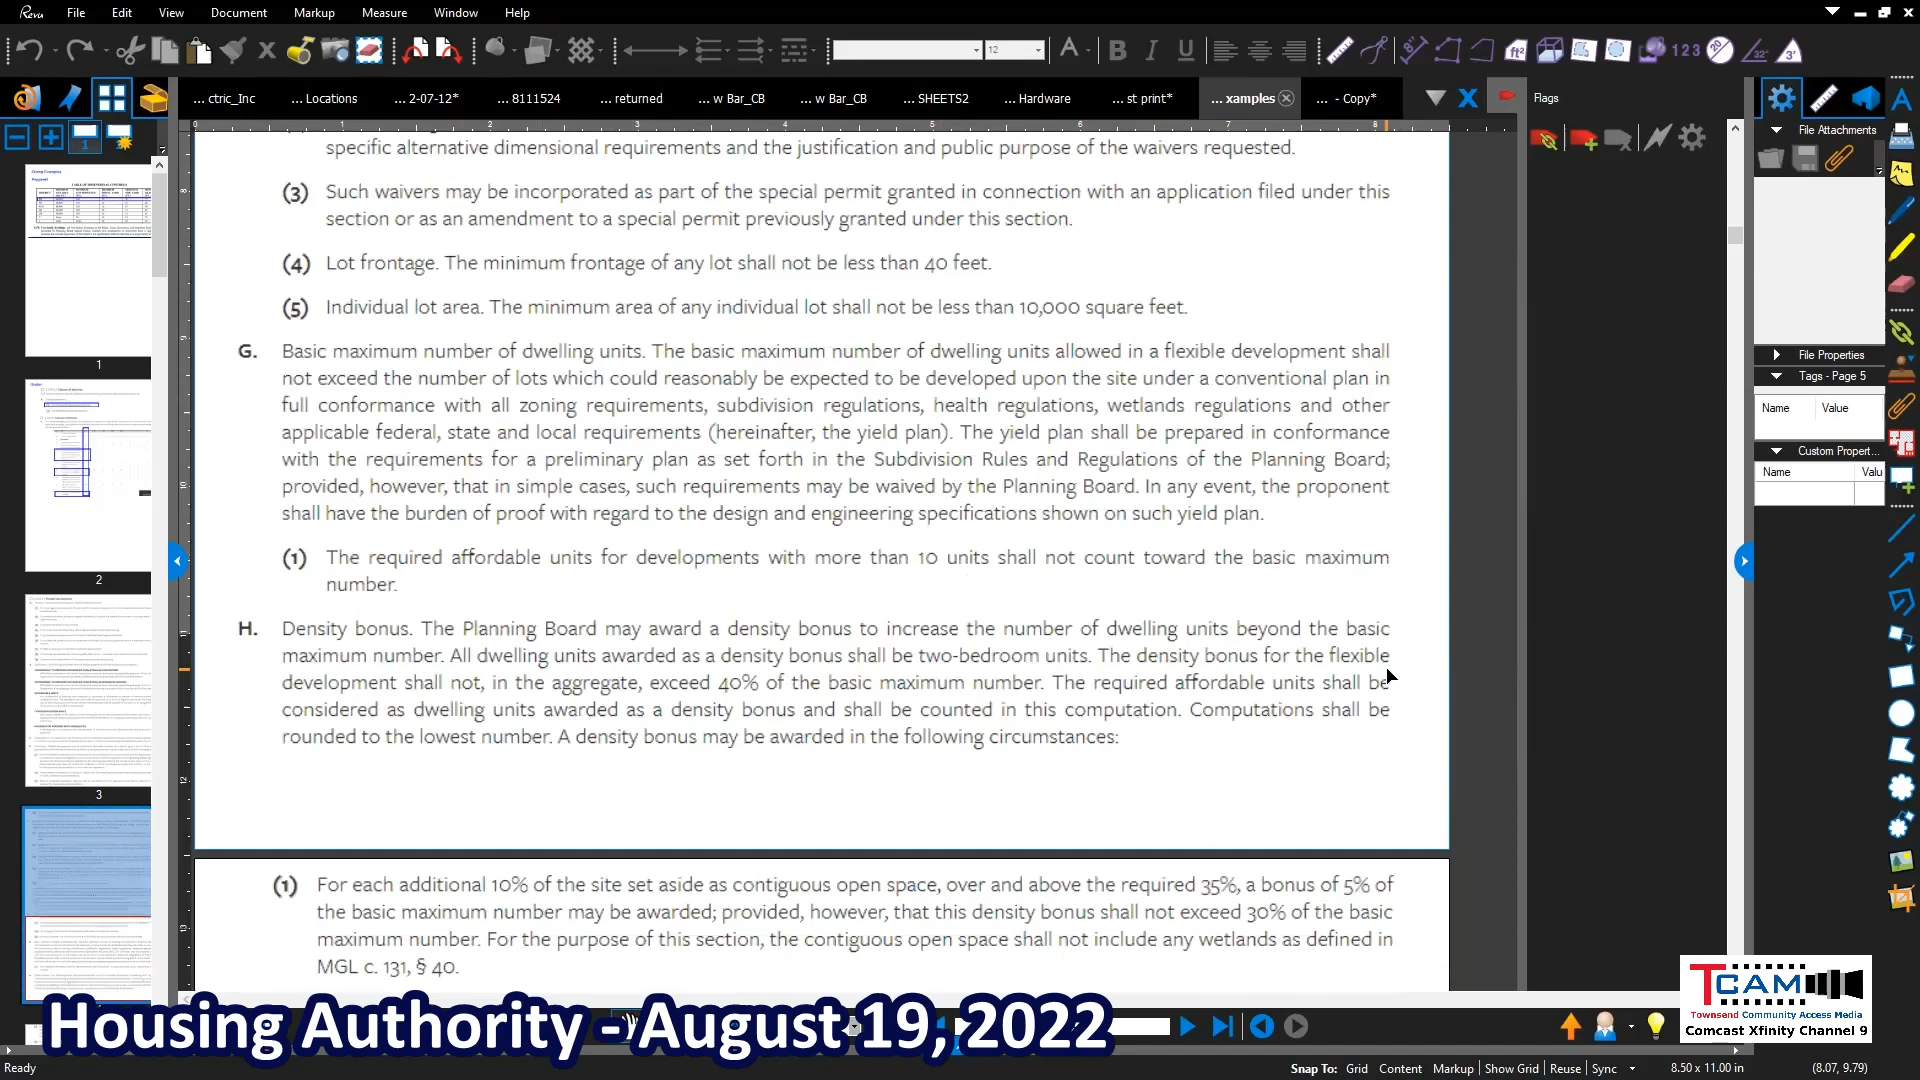 Revu File Edit View Document Markup Measure Window Help
12
ft² 1 2 3 20 32° 3'
... ctric_Inc ... Locations ... 2-07-12* ... 8111524 ... returned ... w Bar_CB ... w Bar_CB ... SHEETS2 ... Hardware ... st print* ... xamples ... - Copy* Flags
File Attachments
specific alternative dimensional requirements and the justification and public purpose of the waivers requested.
(3) Such waivers may be incorporated as part of the special permit granted in connection with an application filed under this
section or as an amendment to a special permit previously granted under this section.
(4) Lot frontage. The minimum frontage of any lot shall not be less than 40 feet.
(5) Individual lot area. The minimum area of any individual lot shall not be less than 10,000 square feet.
G. Basic maximum number of dwelling units. The basic maximum number of dwelling units allowed in a flexible development shall
not exceed the number of lots which could reasonably be expected to be developed upon the site under a conventional plan in
full conformance with all zoning requirements, subdivision regulations, health regulations, wetlands regulations and other
applicable federal, state and local requirements (hereinafter, the yield plan). The yield plan shall be prepared in conformance
with the requirements for a preliminary plan as set forth in the Subdivision Rules and Regulations of the Planning Board;
provided, however, that in simple cases, such requirements may be waived by the Planning Board. In any event, the proponent
shall have the burden of proof with regard to the design and engineering specifications shown on such yield plan.
(1) The required affordable units for developments with more than 10 units shall not count toward the basic maximum
number.
H. Density bonus. The Planning Board may award a density bonus to increase the number of dwelling units beyond the basic
maximum number. All dwelling units awarded as a density bonus shall be two-bedroom units. The density bonus for the flexible
development shall not, in the aggregate, exceed 40% of the basic maximum number. The required affordable units shall be
considered as dwelling units awarded as a density bonus and shall be counted in this computation. Computations shall be
rounded to the lowest number. A density bonus may be awarded in the following circumstances:
(1) For each additional 10% of the site set aside as contiguous open space, over and above the required 35%, a bonus of 5% of
the basic maximum number may be awarded; provided, however, that this density bonus shall not exceed 30% of the basic
maximum number. For the purpose of this section, the contiguous open space shall not include any wetlands as defined in
MGL c. 131, § 40.
1
2
3
File Properties
Tags - Page 5
Name Value
Custom Propert...
Name Valu
TCAM
Townsend Community Access Media
Comcast Xfinity Channel 9
Housing Authority - August 19, 2022
Ready Snap To: Grid Content Markup Show Grid Reuse Sync 8.50 x 11.00 in (8.07, 9.79)